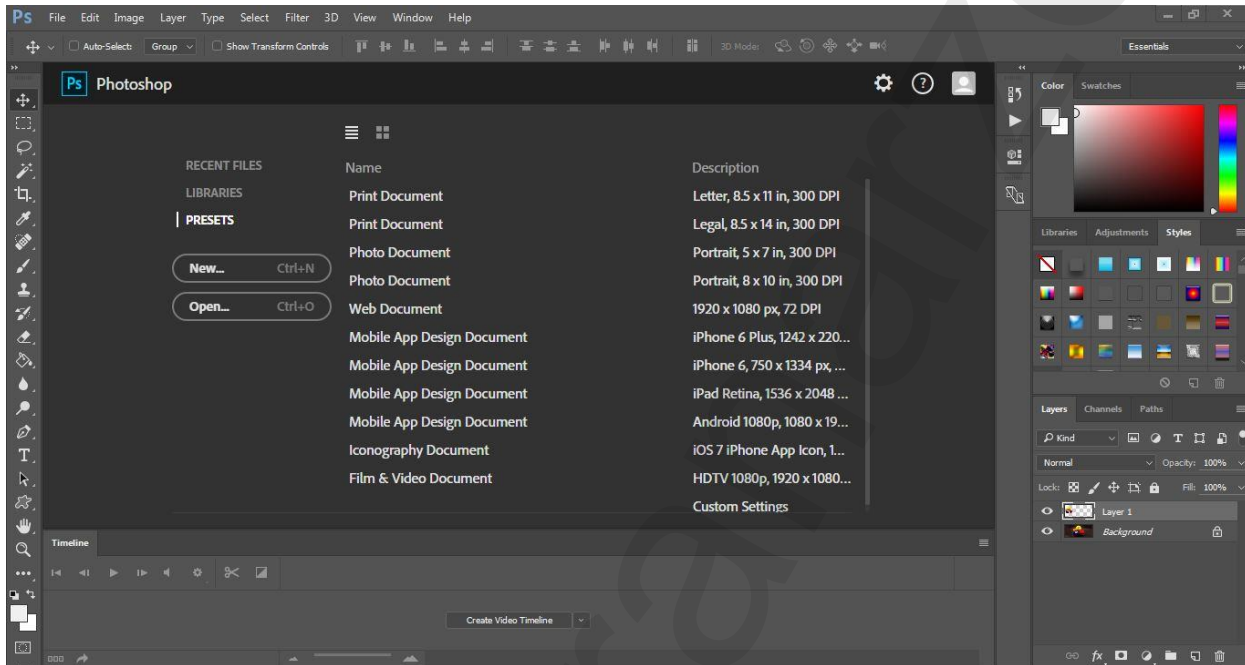 Ps File Edit Image Layer Type Select Filter 3D View Window Help
Auto-Select: Group Show Transform Controls 3D Mode: Essentials
Ps Photoshop
Color Swatches
RECENT FILES
LIBRARIES
PRESETS
New... Ctrl+N
Open... Ctrl+O
Name Description
Print Document Letter, 8.5 x 11 in, 300 DPI
Print Document Legal, 8.5 x 14 in, 300 DPI
Photo Document Portrait, 5 x 7 in, 300 DPI
Photo Document Portrait, 8 x 10 in, 300 DPI
Web Document 1920 x 1080 px, 72 DPI
Mobile App Design Document iPhone 6 Plus, 1242 x 220...
Mobile App Design Document iPhone 6, 750 x 1334 px, ...
Mobile App Design Document iPad Retina, 1536 x 2048 ...
Mobile App Design Document Android 1080p, 1080 x 19...
Iconography Document iOS 7 iPhone App Icon, 1...
Film & Video Document HDTV 1080p, 1920 x 1080...
Custom Settings
Libraries Adjustments Styles
Layers Channels Paths
Kind
Normal Opacity: 100%
Lock: Fill: 100%
Layer 1
Background
Timeline
Create Video Timeline
fx